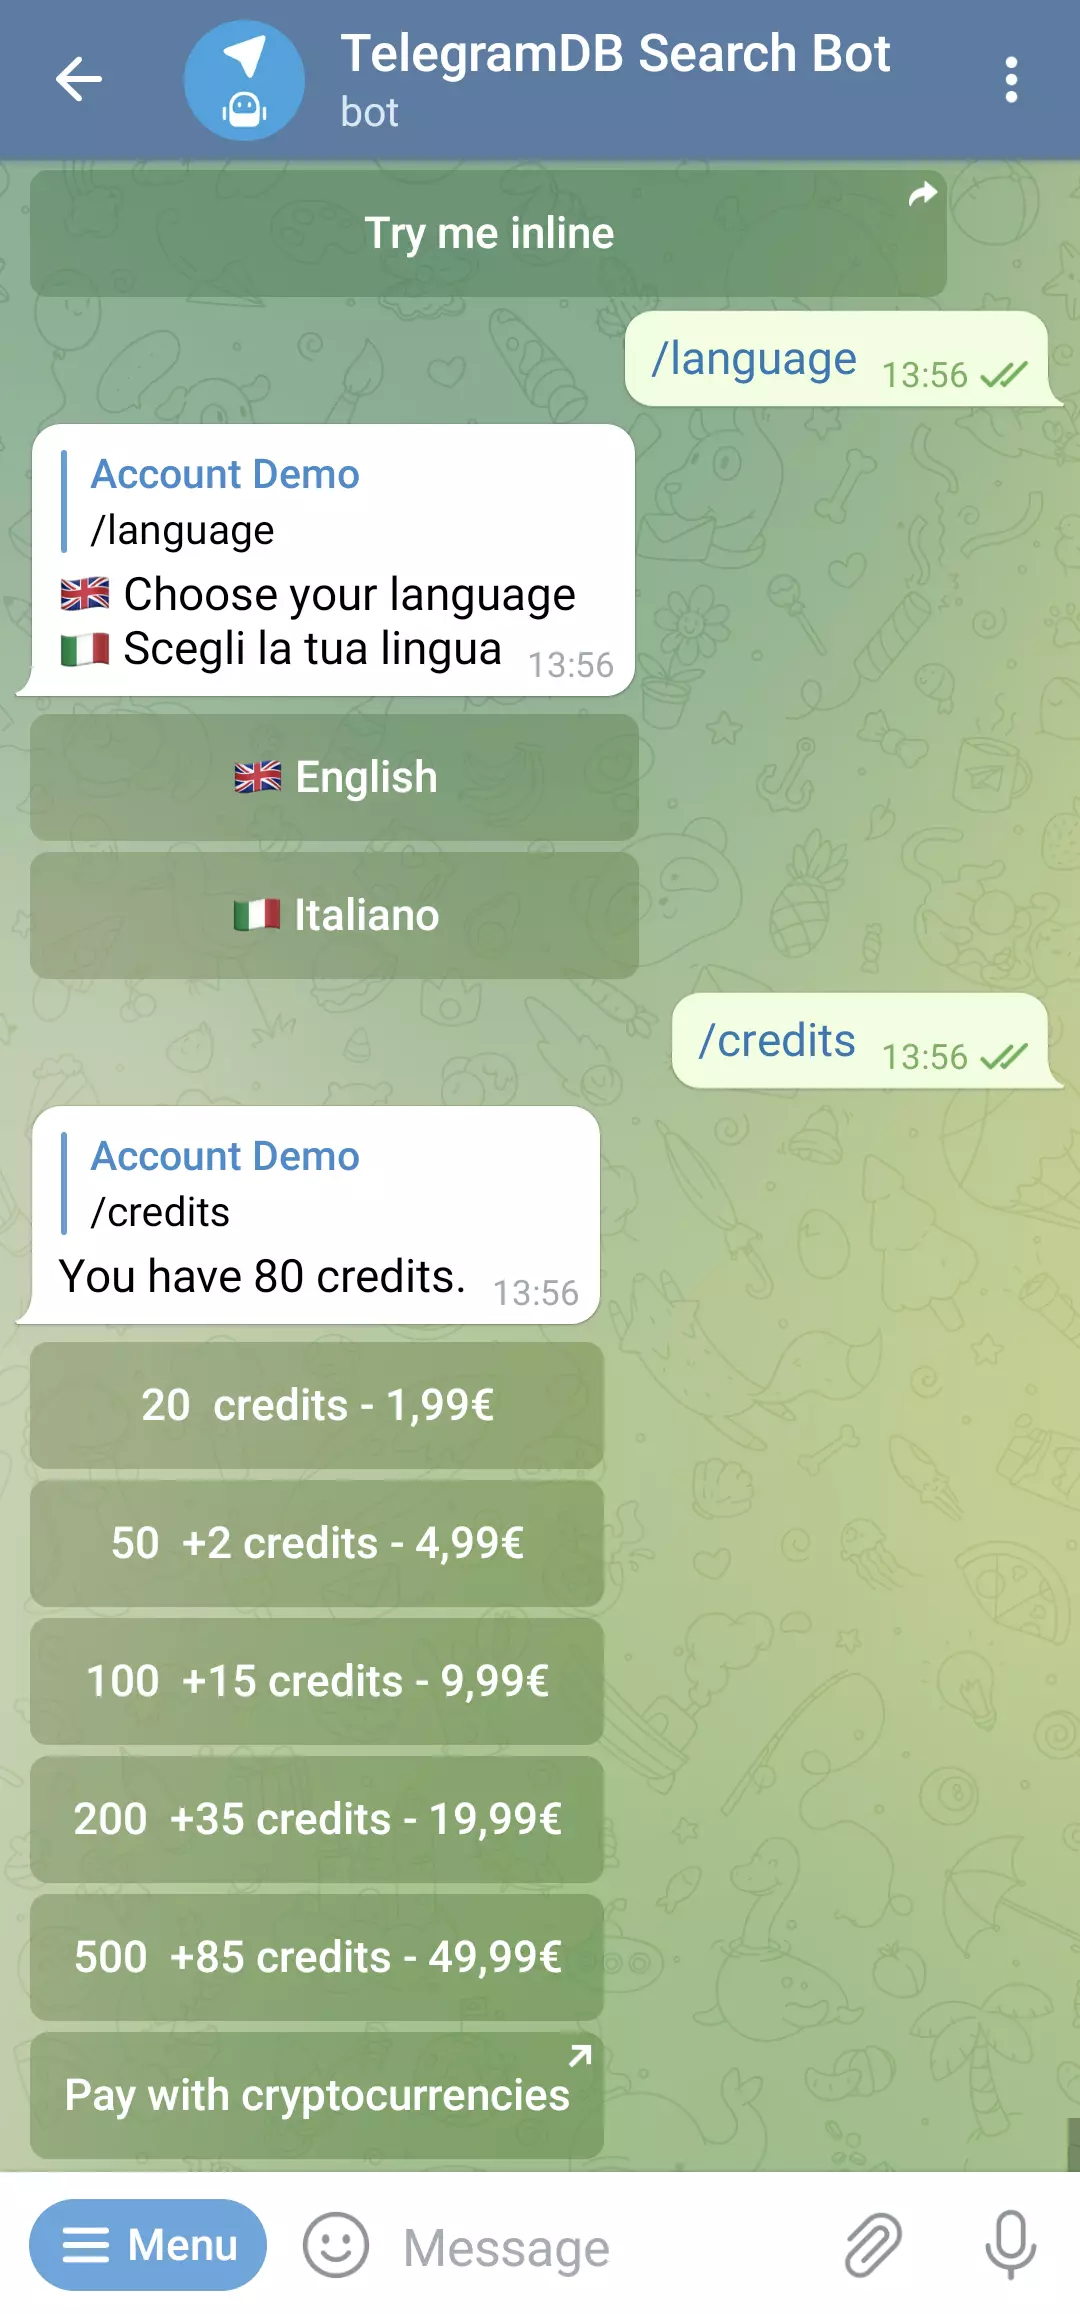 TelegramDB Search Bot
bot
Try me inline
/language 13:56
Account Demo
/language
🇬🇧 Choose your language
🇮🇹 Scegli la tua lingua 13:56
🇬🇧 English
🇮🇹 Italiano
/credits 13:56
Account Demo
/credits
You have 80 credits. 13:56
20 credits - 1,99€
50 +2 credits - 4,99€
100 +15 credits - 9,99€
200 +35 credits - 19,99€
500 +85 credits - 49,99€
Pay with cryptocurrencies
Menu
Message